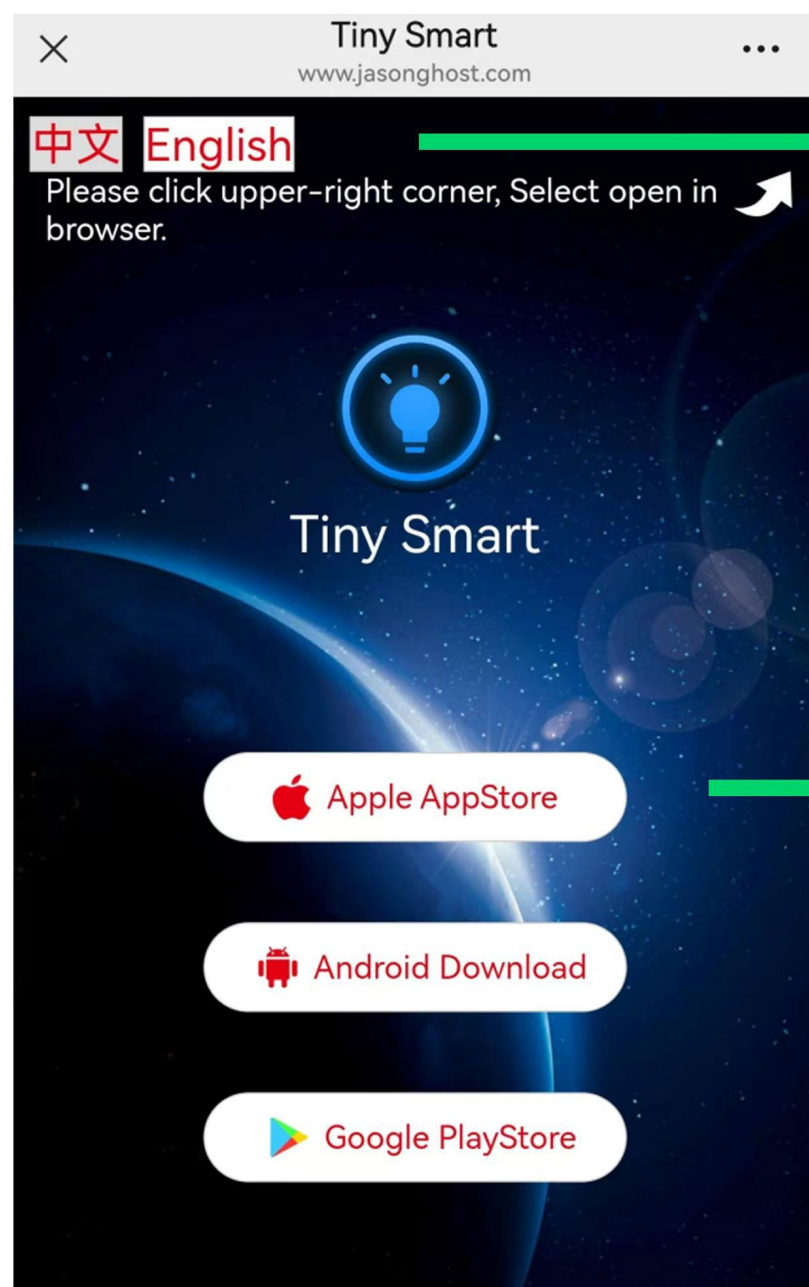 Tiny Smart
www.jasonghost.com
中文 English
Please click upper-right corner, Select open in
browser.
Tiny Smart
Apple AppStore
Android Download
Google PlayStore